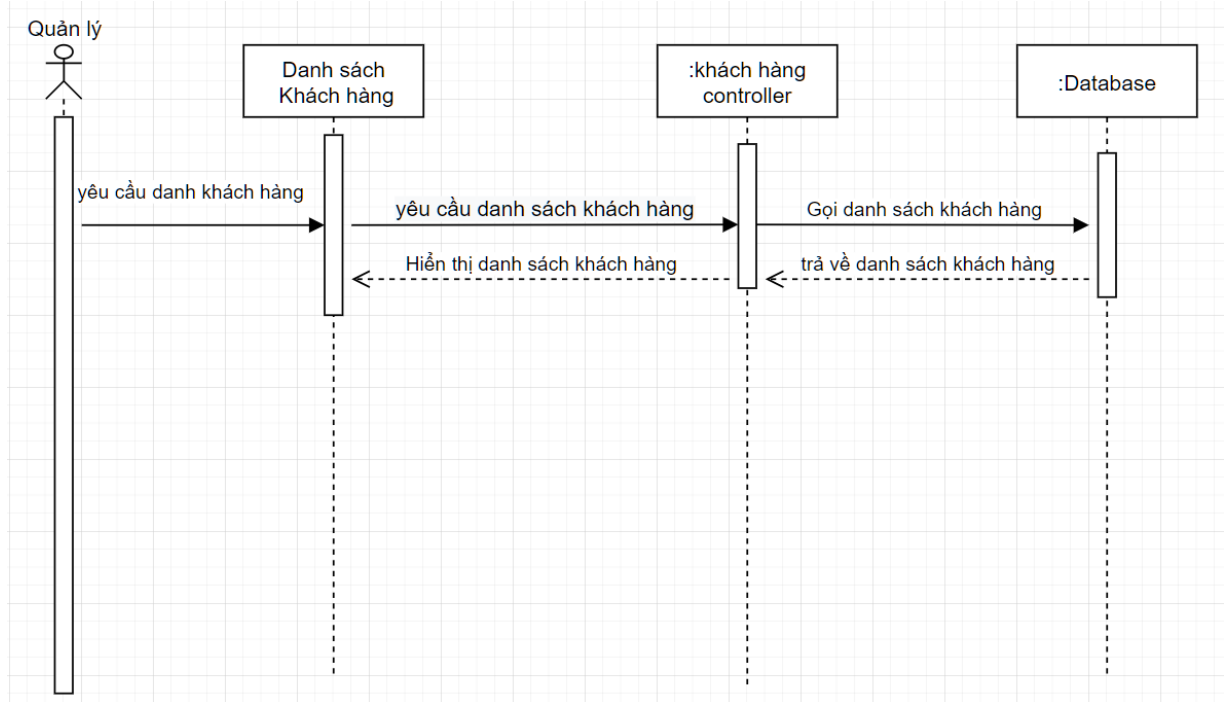 Quản lý
Danh sách
Khách hàng
:khách hàng
controller
:Database
yêu cầu danh khách hàng
yêu cầu danh sách khách hàng
Gọi danh sách khách hàng
Hiển thị danh sách khách hàng
trả về danh sách khách hàng